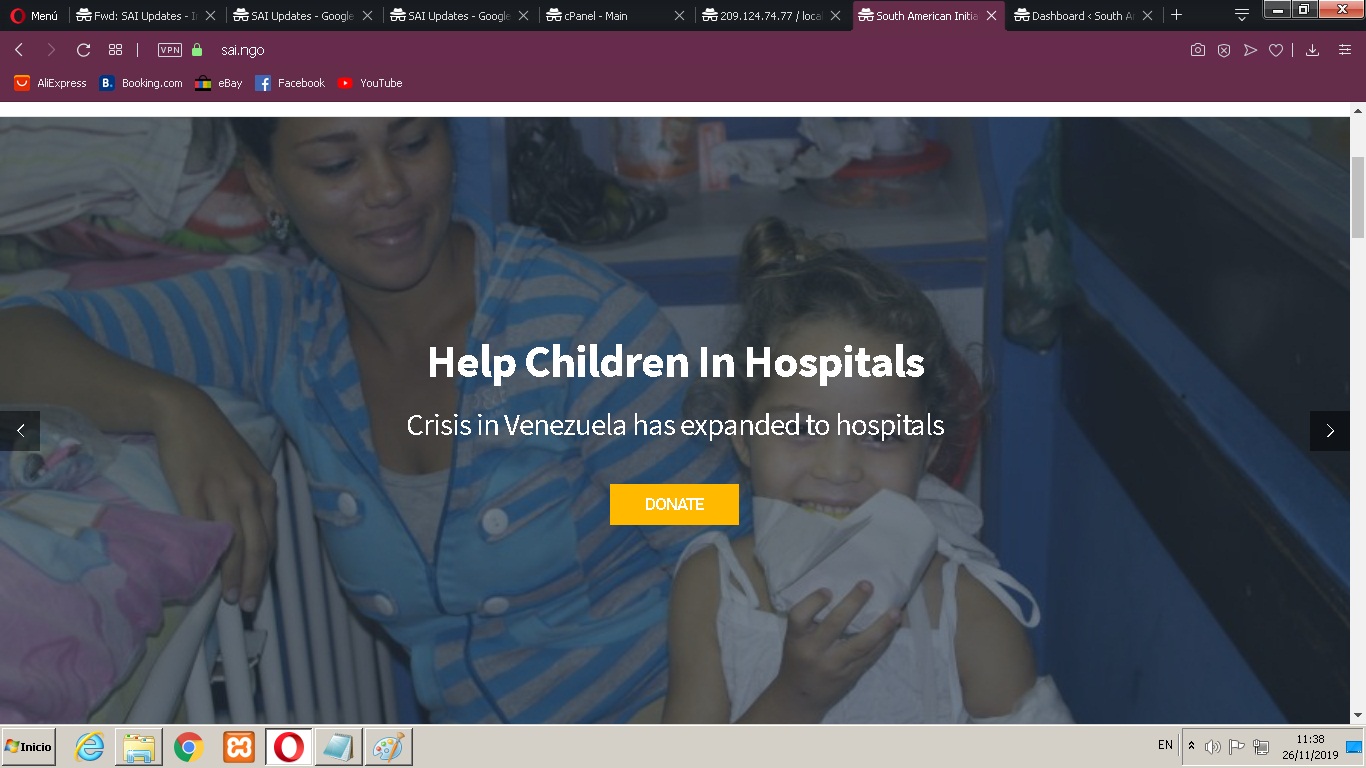 Menú
Fwd: SAI Updates - I
SAI Updates - Google
SAI Updates - Google
cPanel - Main
209.124.74.77 / local
South American Initia
Dashboard ‹ South A
VPN
sai.ngo
AliExpress
B. Booking.com
eBay
Facebook
YouTube
Help Children In Hospitals
Crisis in Venezuela has expanded to hospitals
DONATE
Inicio
EN
11:38
26/11/2019